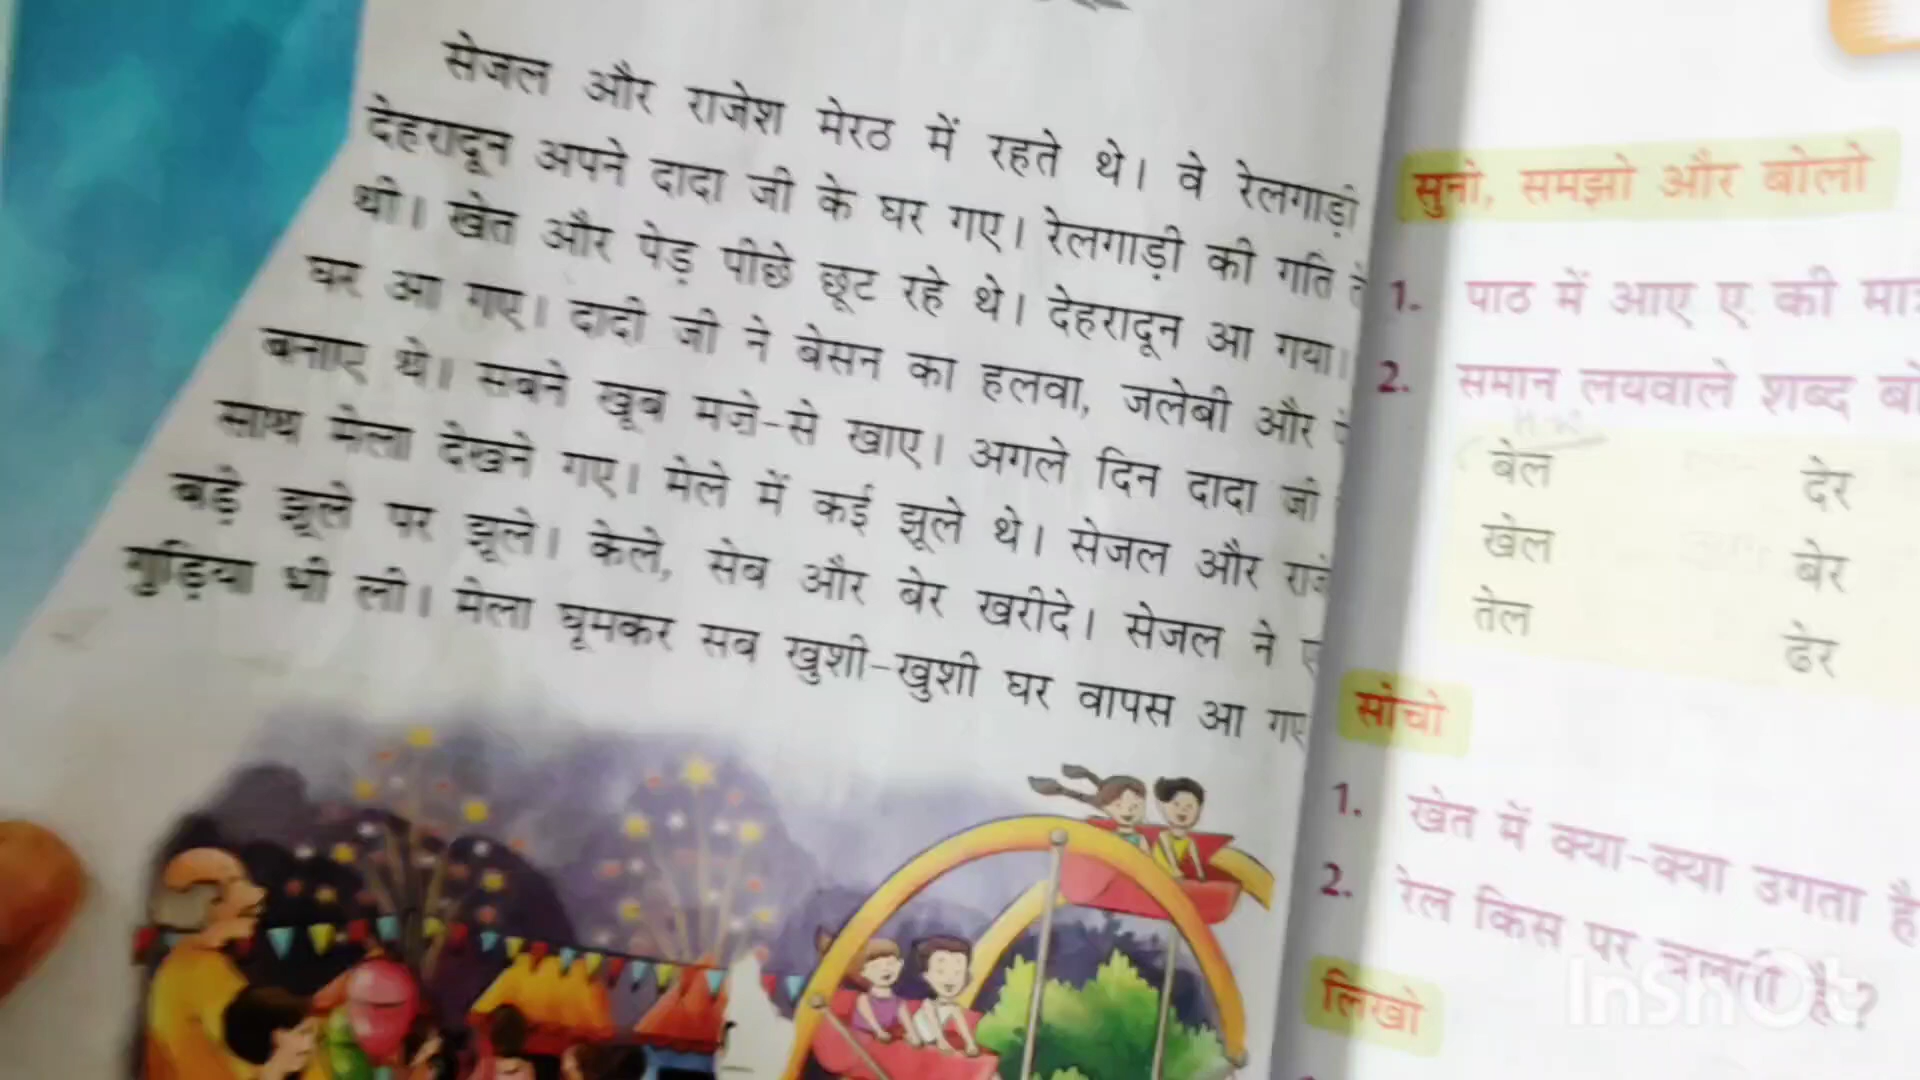 सेजल और राजेश मेरठ में रहते थे। वे रेलगाड़ी
देहरादून अपने दादा जी के घर गए। रेलगाड़ी की गति
थी। खेत और पेड़ पीछे छूट रहे थे। देहरादून आ गया।
घर आ गए। दादी जी ने बेसन का हलवा, जलेबी और
बनाए थे। सबने खूब मज़े-से खाए। अगले दिन दादा जी
साथ मेला देखने गए। मेले में कई झूले थे। सेजल और
बड़े झूले पर झूले। केले, सेब और बेर खरीदे। सेजल ने
गुड़िया भी ली। मेला घूमकर सब खुशी-खुशी घर वापस आ गए
सुनो, समझो और बोलो
1. पाठ में आए ए की
2. समान लयवाले शब्द
बेल देर
खेल बेर
तेल ढेर
सोचो
1. खेत में क्या-क्या उगता है
2. रेल किस पर चलती है?
लिखो
InShOt